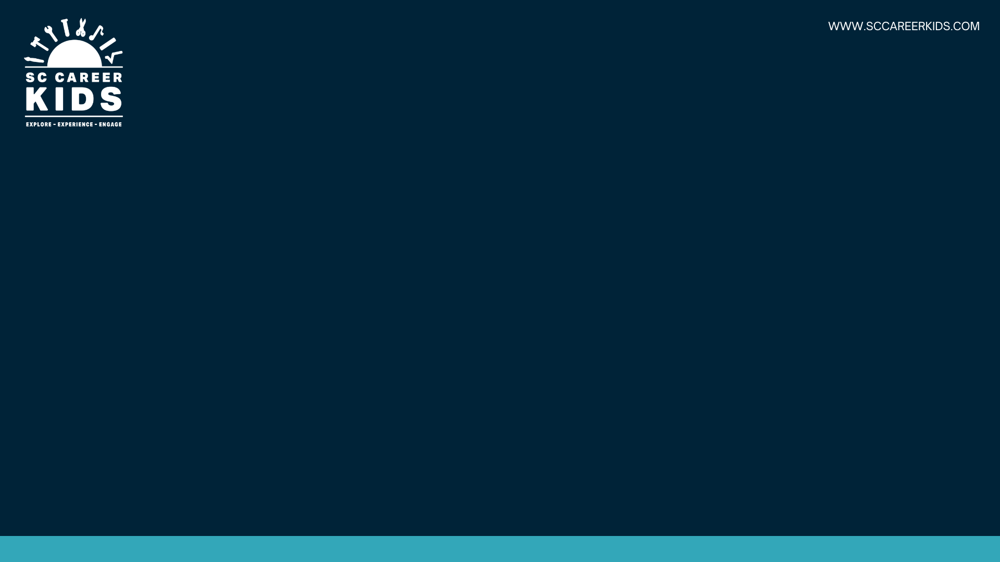 WWW.SCCAREERKIDS.COM
SC CAREER
KIDS
EXPLORE - EXPERIENCE - ENGAGE